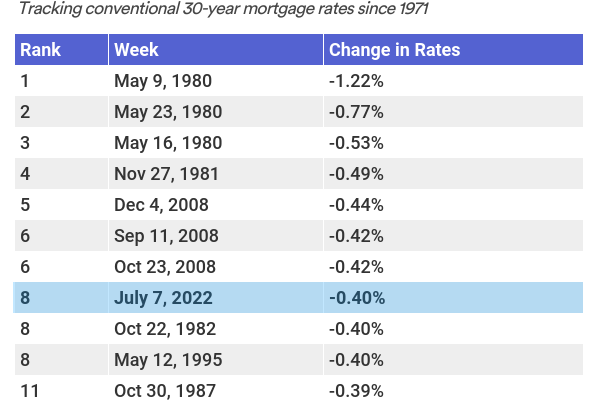 Tracking conventional 30-year mortgage rates since 1971
Rank Week Change in Rates
1 May 9, 1980 -1.22%
2 May 23, 1980 -0.77%
3 May 16, 1980 -0.53%
4 Nov 27, 1981 -0.49%
5 Dec 4, 2008 -0.44%
6 Sep 11, 2008 -0.42%
6 Oct 23, 2008 -0.42%
8 July 7, 2022 -0.40%
8 Oct 22, 1982 -0.40%
8 May 12, 1995 -0.40%
11 Oct 30, 1987 -0.39%